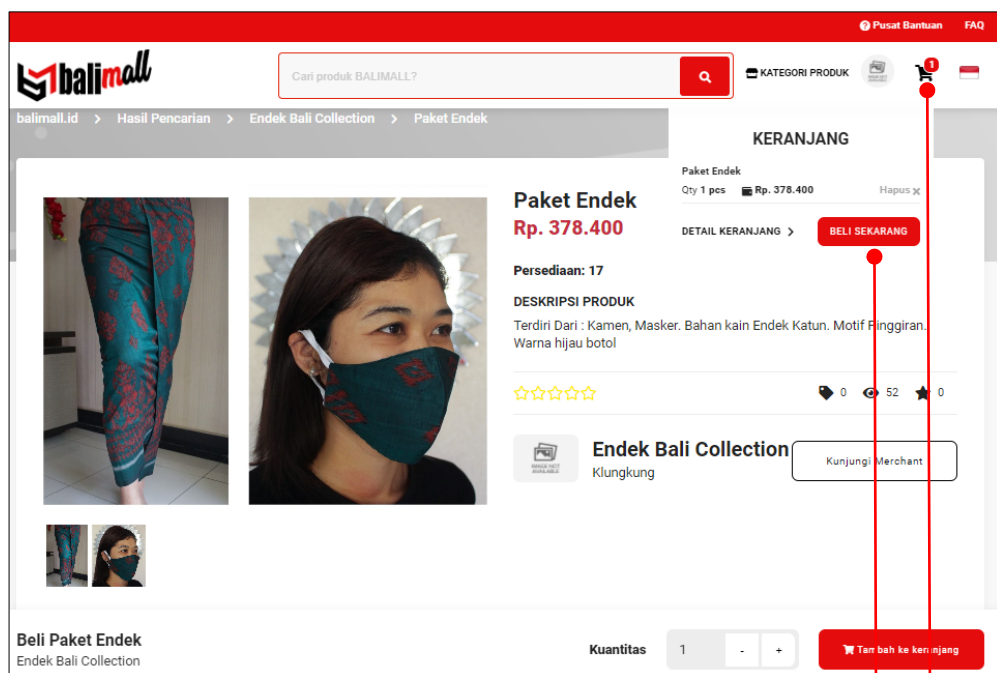 Pusat Bantuan FAQ
balimall
Cari produk BALIMALL?
KATEGORI PRODUK
1
balimall.id > Hasil Pencarian > Endek Bali Collection > Paket Endek
KERANJANG
Paket Endek
Qty 1 pcs Rp. 378.400 Hapus ×
DETAIL KERANJANG >
BELI SEKARANG
Paket Endek
Rp. 378.400
Persediaan: 17
DESKRIPSI PRODUK
Terdiri Dari : Kamen, Masker. Bahan kain Endek Katun. Motif Pinggiran.
Warna hijau botol
0 52 0
IMAGE NOT
AVAILABLE
Endek Bali Collection
Klungkung
Kunjungi Merchant
Beli Paket Endek
Endek Bali Collection
Kuantitas 1 - +
Tambah ke keranjang